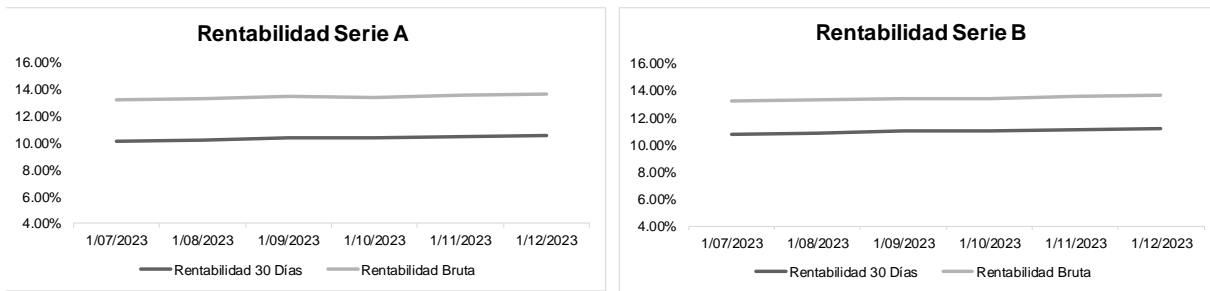 Rentabilidad Serie A
16.00%
14.00%
12.00%
10.00%
8.00%
6.00%
4.00%
1/07/2023 1/08/2023 1/09/2023 1/10/2023 1/11/2023 1/12/2023
Rentabilidad 30 Días Rentabilidad Bruta
Rentabilidad Serie B
16.00%
14.00%
12.00%
10.00%
8.00%
6.00%
4.00%
1/07/2023 1/08/2023 1/09/2023 1/10/2023 1/11/2023 1/12/2023
Rentabilidad 30 Días Rentabilidad Bruta